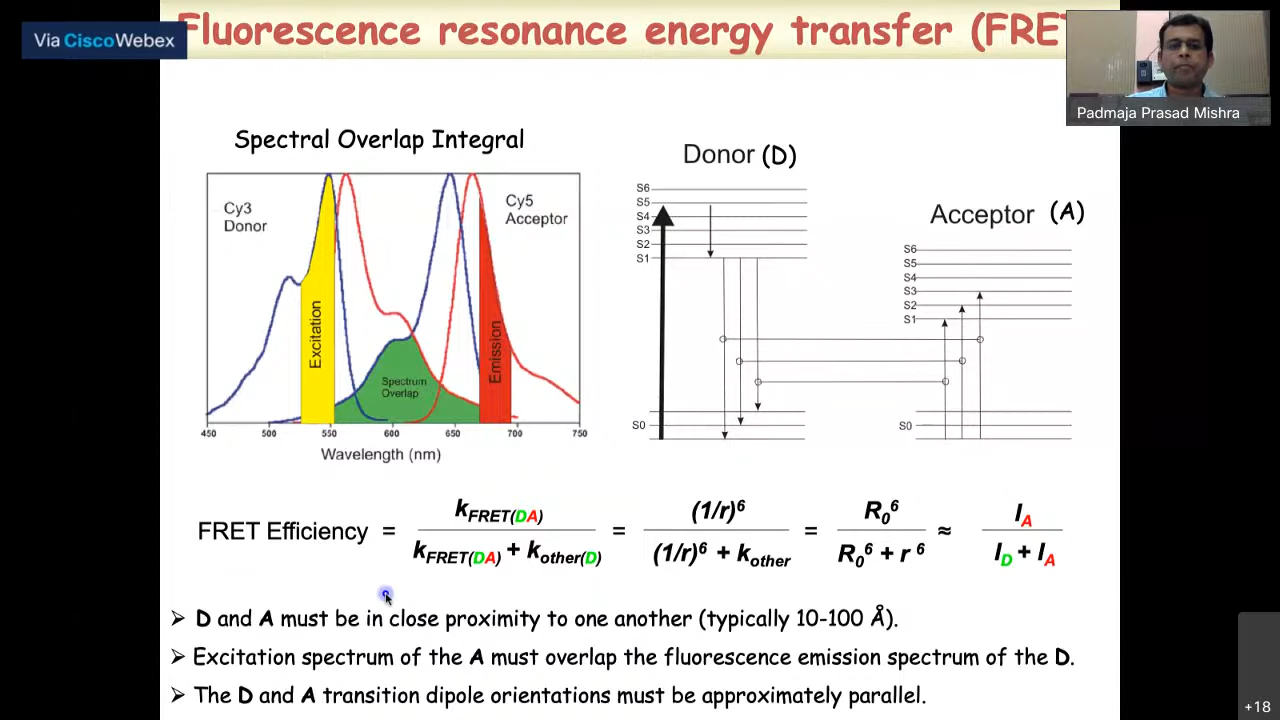 Fluorescence resonance energy transfer (FRE
Via CiscoWebex
Padmaja Prasad Mishra
Spectral Overlap Integral
Cy3
Donor
Cy5
Acceptor
Excitation
Spectrum
Overlap
Emission
450 500 550 600 650 700 750
Wavelength (nm)
Donor (D)
S6
S5
S4
S3
S2
S1
S0
Acceptor (A)
S6
S5
S4
S3
S2
S1
S0
FRET Efficiency = kFRET(DA) / kFRET(DA) + kother(D) = (1/r)6 / (1/r)6 + kother = R06 / R06 + r 6 ≈ IA / ID + IA
➢ D and A must be in close proximity to one another (typically 10-100 Å).
➢ Excitation spectrum of the A must overlap the fluorescence emission spectrum of the D.
➢ The D and A transition dipole orientations must be approximately parallel.
+18